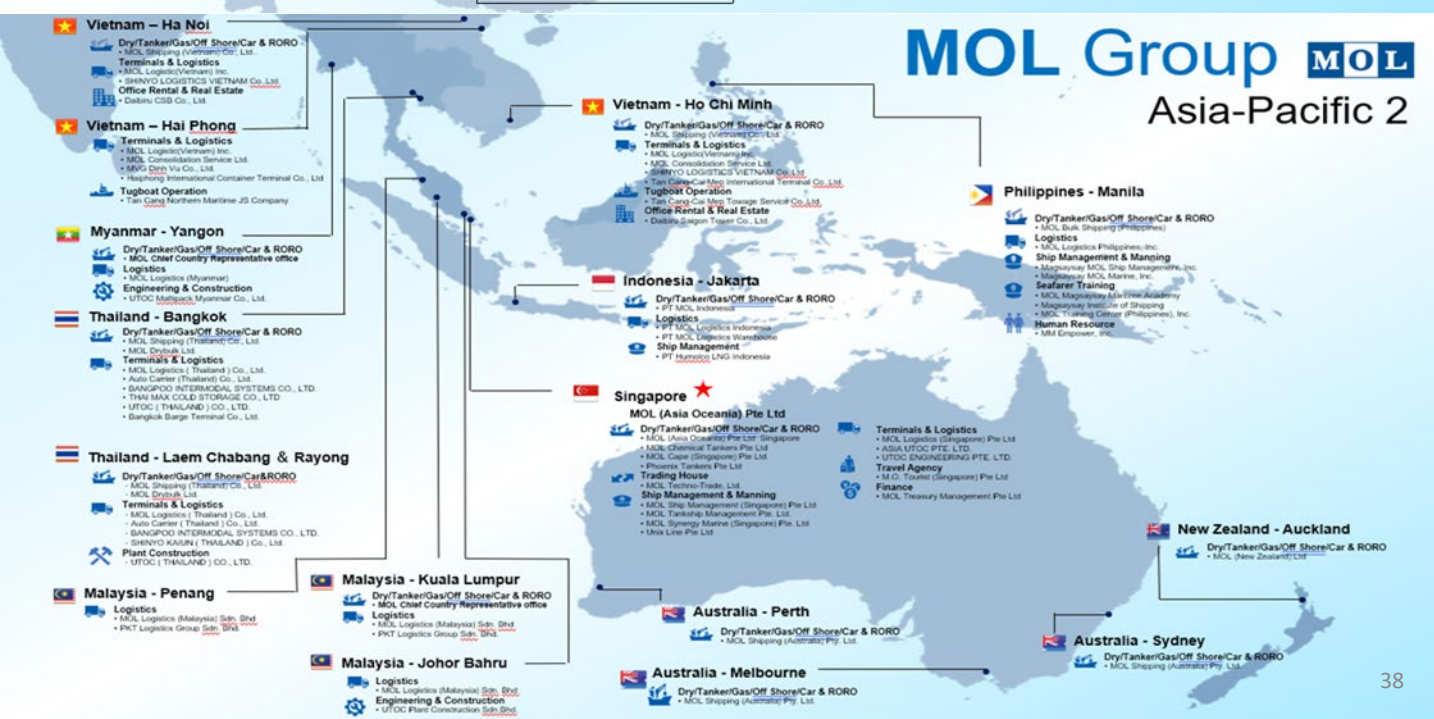 MOL Group MOL
Asia-Pacific 2
Vietnam – Ha Noi
Dry/Tanker/Gas/Off Shore/Car & RORO
• MOL Shipping (Vietnam) Co., Ltd.
Terminals & Logistics
• MOL Logistic(Vietnam) Inc.
• SHINYO LOGISTICS VIETNAM Co.,Ltd.
Office Rental & Real Estate
• Daibiru CSB Co., Ltd.
Vietnam – Hai Phong
Terminals & Logistics
• MOL Logistic(Vietnam) Inc.
• MOL Consolidation Service Ltd.
• MVG Dinh Vu Co., Ltd.
• Haiphong International Container Terminal Co., Ltd
Tugboat Operation
• Tan Cang Northern Maritime JS Company
Myanmar - Yangon
Dry/Tanker/Gas/Off Shore/Car & RORO
• MOL Chief Country Representative office
Logistics
• MOL Logistics (Myanmar)
Engineering & Construction
• UTOC Maltipack Myanmar Co., Ltd.
Thailand - Bangkok
Dry/Tanker/Gas/Off Shore/Car & RORO
• MOL Shipping (Thailand) Co., Ltd.
• MOL Drybulk Ltd.
Terminals & Logistics
• MOL Logistics ( Thailand ) Co., Ltd.
• Auto Carrier (Thailand) Co., Ltd.
• BANGPOO INTERMODAL SYSTEMS CO., LTD.
• THAI MAX COLD STORAGE CO., LTD
• UTOC ( THAILAND ) CO., LTD.
• Bangkok Barge Terminal Co., Ltd.
Thailand - Laem Chabang & Rayong
Dry/Tanker/Gas/Off Shore/Car&RORO
- MOL Shipping (Thailand) Co., Ltd.
- MOL Drybulk Ltd.
Terminals & Logistics
- MOL Logistics ( Thailand ) Co., Ltd.
- Auto Carrier ( Thailand ) Co., Ltd.
- BANGPOO INTERMODAL SYSTEMS CO., LTD.
- SHINYO KAIUN ( THAILAND ) Co., Ltd.
Plant Construction
- UTOC ( THAILAND ) CO., LTD.
Malaysia - Penang
Logistics
• MOL Logistics (Malaysia) Sdn. Bhd
• PKT Logistics Group Sdn. Bhd.
Malaysia - Kuala Lumpur
Dry/Tanker/Gas/Off Shore/Car & RORO
• MOL Chief Country Representative office
Logistics
• MOL Logistics (Malaysia) Sdn. Bhd
• PKT Logistics Group Sdn. Bhd.
Malaysia - Johor Bahru
Logistics
• MOL Logistics (Malaysia) Sdn. Bhd
Engineering & Construction
• UTOC Plant Construction Sdn.Bhd.
Vietnam - Ho Chi Minh
Dry/Tanker/Gas/Off Shore/Car & RORO
• MOL Shipping (Vietnam) Co., Ltd.
Terminals & Logistics
• MOL Logistic(Vietnam) Inc.
• MOL Consolidation Service Ltd.
• SHINYO LOGISTICS VIETNAM Co.,Ltd
• Tan Cang-Cai Mep International Terminal Co.,Ltd.
Tugboat Operation
• Tan Cang-Cai Mep Towage Service Co.,Ltd.
Office Rental & Real Estate
• Daibiru Saigon Tower Co., Ltd.
Indonesia - Jakarta
Dry/Tanker/Gas/Off Shore/Car & RORO
• PT MOL Indonesia
Logistics
• PT MOL Logistics Indonesia
• PT MOL Logistics Warehouse
Ship Management
• PT Humolco LNG Indonesia
Singapore
MOL (Asia Oceania) Pte Ltd
Dry/Tanker/Gas/Off Shore/Car & RORO
• MOL (Asia Oceania) Pte Ltd. Singapore
• MOL Chemical Tankers Pte Ltd
• MOL Cape (Singapore) Pte Ltd
• Phoenix Tankers Pte Ltd
Trading House
• MOL Techno-Trade, Ltd.
Ship Management & Manning
• MOL Ship Management (Singapore) Pte Ltd
• MOL Tankship Management Pte. Ltd.
• MOL Synergy Marine (Singapore) Pte Ltd
• Unix Line Pte Ltd
Terminals & Logistics
• MOL Logistics (Singapore) Pte Ltd
• ASIA UTOC PTE. LTD.
• UTOC ENGINEERING PTE. LTD.
Travel Agency
• M.O. Tourist (Singapore) Pte Ltd
Finance
• MOL Treasury Management Pte Ltd
Philippines - Manila
Dry/Tanker/Gas/Off Shore/Car & RORO
• MOL Bulk Shipping (Philippines)
Logistics
• MOL Logistics Philippines, Inc.
Ship Management & Manning
• Magsaysay MOL Ship Management, Inc.
• Magsaysay MOL Marine, Inc.
Seafarer Training
• MOL Magsaysay Maritime Academy
• Magsaysay Institute of Shipping
• MOL Training Center (Philippines), Inc.
Human Resource
• MM Empower, Inc.
New Zealand - Auckland
Dry/Tanker/Gas/Off Shore/Car & RORO
• MOL (New Zealand) Ltd
Australia - Perth
Dry/Tanker/Gas/Off Shore/Car & RORO
• MOL Shipping (Australia) Pty. Ltd.
Australia - Sydney
Dry/Tanker/Gas/Off Shore/Car & RORO
• MOL Shipping (Australia) Pty. Ltd.
Australia - Melbourne
Dry/Tanker/Gas/Off Shore/Car & RORO
• MOL Shipping (Australia) Pty. Ltd.
38